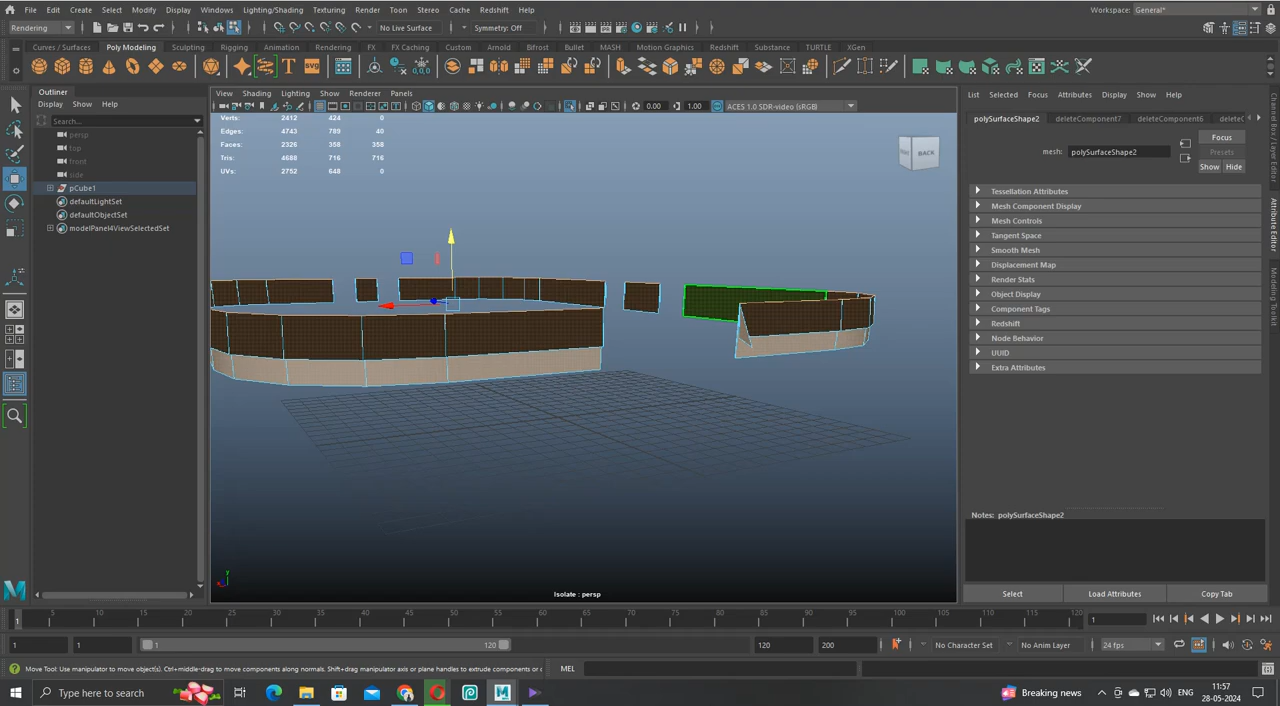 File Edit Create Select Modify Display Windows Lighting/Shading Texturing Render Toon Stereo Cache Arnold Redshift Help
Workspace: General*
Rendering
No Live Surface
Symmetry: Off
Curves / Surfaces Poly Modeling Sculpting Rigging Animation Rendering FX FX Caching Custom Arnold Bifrost Bullet MASH Motion Graphics Redshift Substance TURTLE XGen
Outliner
Display Show Help
Search...
persp
top
front
side
pCube1
defaultLightSet
defaultObjectSet
modelPanel4ViewSelectedSet
View Shading Lighting Show Renderer Panels
0.00 1.00 ACES 1.0 SDR-video (sRGB)
Verts: 2412 424 0
Edges: 4743 789 40
Faces: 2326 358 358
Tris: 4688 716 716
UVs: 2752 648 0
BACK
Isolate : persp
List Selected Focus Attributes Display Show Help
polySurfaceShape2 deleteComponent7 deleteComponent6 deleteC
mesh: polySurfaceShape2
Focus
Presets
Show Hide
Tessellation Attributes
Mesh Component Display
Mesh Controls
Tangent Space
Smooth Mesh
Displacement Map
Render Stats
Object Display
Component Tags
Redshift
Node Behavior
UUID
Extra Attributes
Notes: polySurfaceShape2
Select Load Attributes Copy Tab
Channel Box / Layer Editor
Attribute Editor
Modeling Toolkit
5 10 15 20 25 30 35 40 45 50 55 60 65 70 75 80 85 90 95 100 105 110 115 120
1
1
1 1 1 120 120 200
No Character Set No Anim Layer 24 fps
Move Tool: Use manipulator to move object(s). Ctrl+middle-drag to move components along normals. Shift+drag manipulator axis or plane handles to extrude components or
MEL
Type here to search
Breaking news
ENG
11:57
28-05-2024